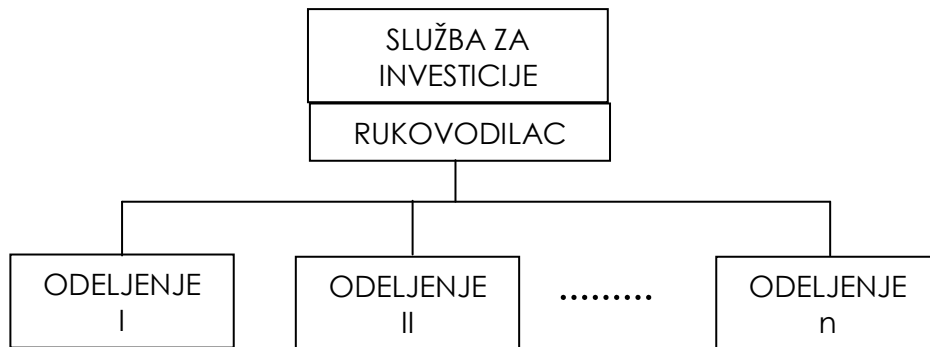 SLUŽBA ZA
INVESTICIJE
RUKOVODILAC
ODELJENJE
I
ODELJENJE
II
.........
ODELJENJE
n